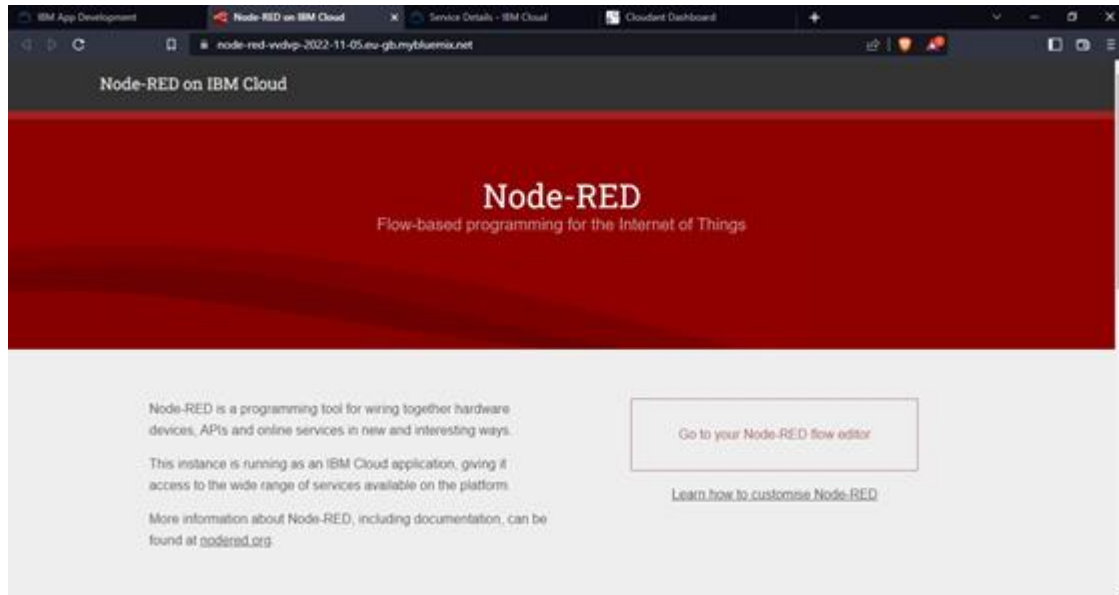 IBM App Development
Node-RED on IBM Cloud
Service Details - IBM Cloud
Cloudant Dashboard
node-red-vvdvp-2022-11-05.eu-gb.mybluemix.net
Node-RED on IBM Cloud
Node-RED
Flow-based programming for the Internet of Things
Node-RED is a programming tool for wiring together hardware
devices, APIs and online services in new and interesting ways.
This instance is running as an IBM Cloud application, giving it
access to the wide range of services available on the platform.
More information about Node-RED, including documentation, can be
found at nodered.org.
Go to your Node-RED flow editor
Learn how to customise Node-RED